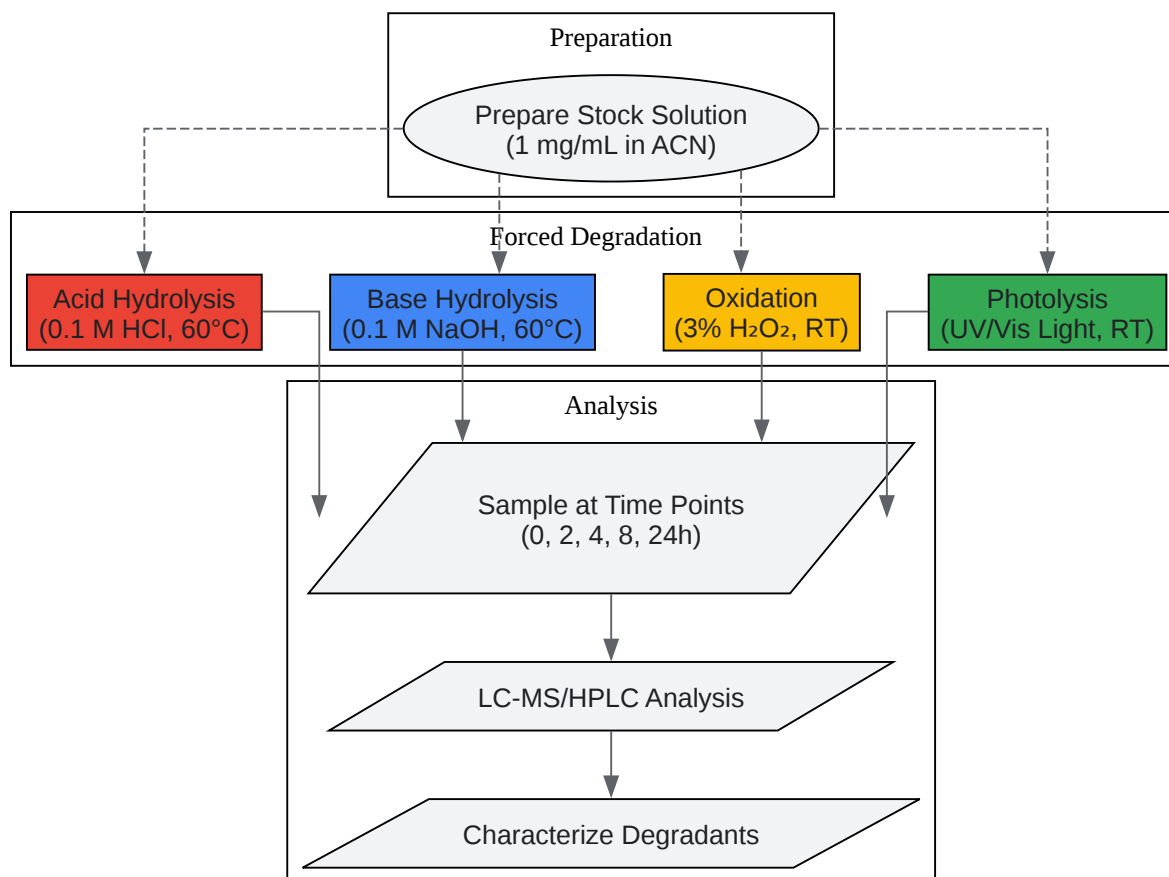 Preparation
Prepare Stock Solution
(1 mg/mL in ACN)
Forced Degradation
Acid Hydrolysis
(0.1 M HCl, 60°C)
Base Hydrolysis
(0.1 M NaOH, 60°C)
Oxidation
(3% H₂O₂, RT)
Photolysis
(UV/Vis Light, RT)
Analysis
Sample at Time Points
(0, 2, 4, 8, 24h)
LC-MS/HPLC Analysis
Characterize Degradants